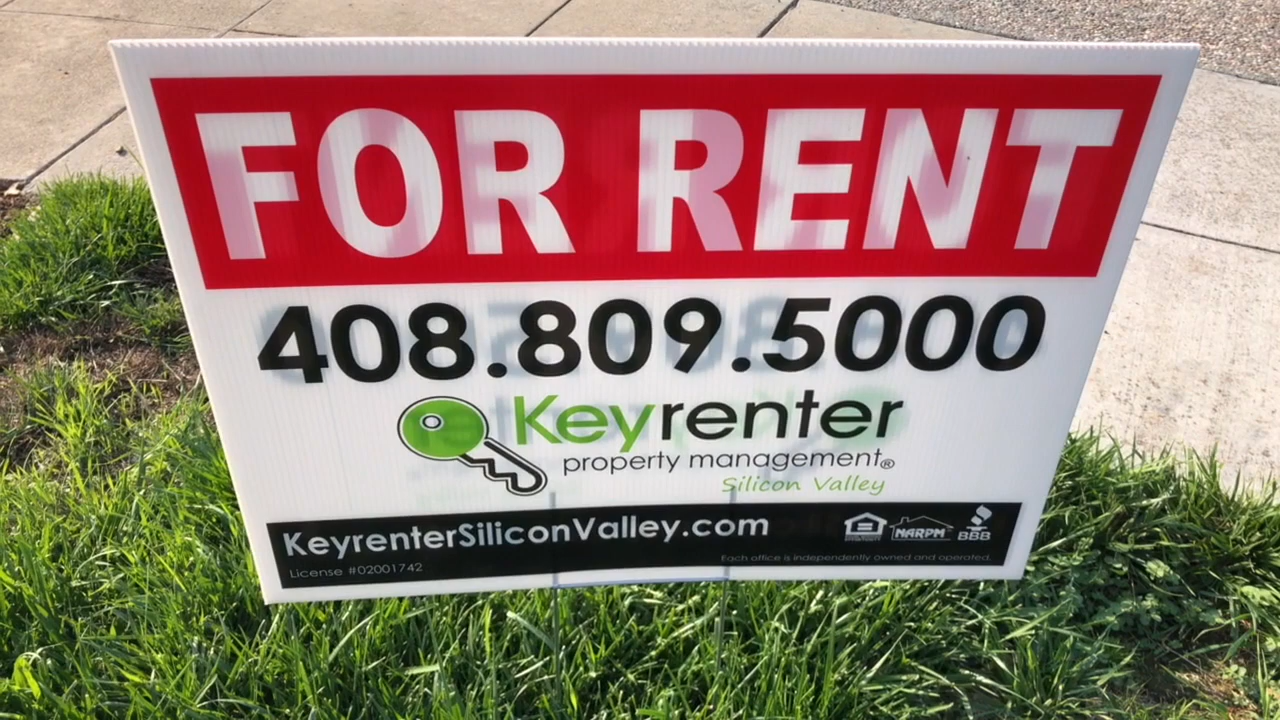 FOR RENT
408.809.5000
Keyrenter
property management®
Silicon Valley
KeyrenterSiliconValley.com
NARPM
BBB
License #02001742
Each office is independently owned and operated.